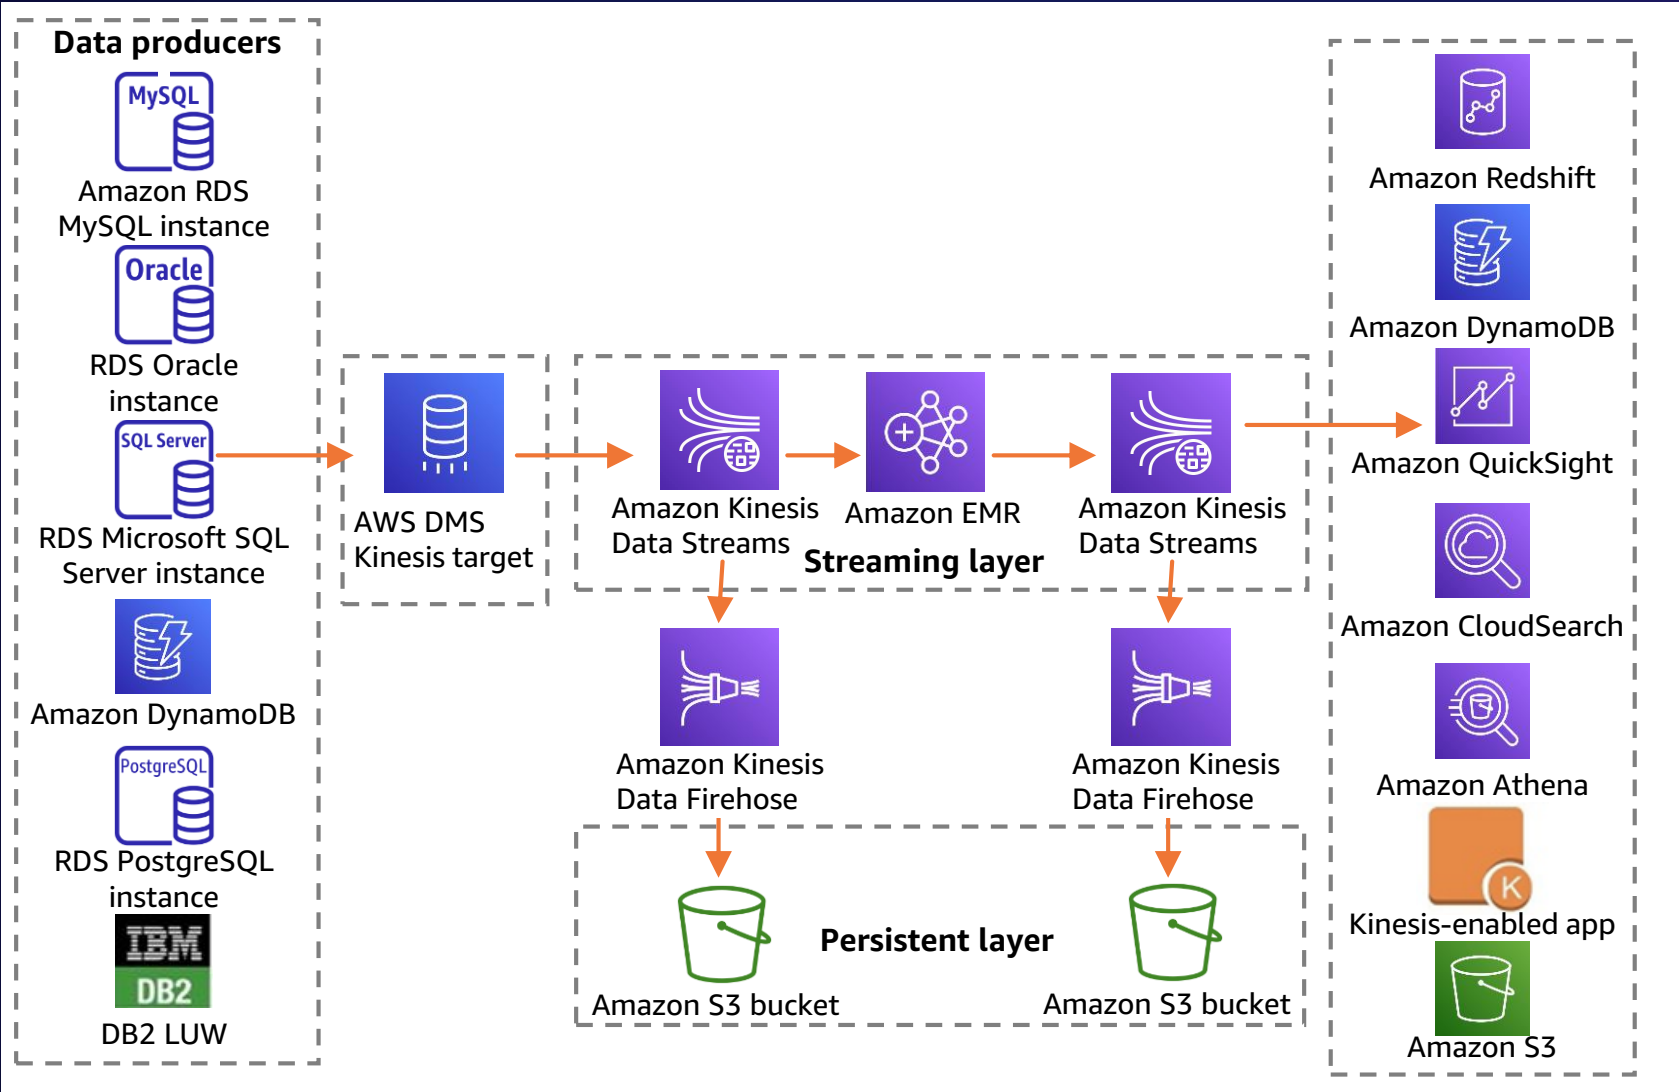 Data producers
MySQL
Amazon RDS
MySQL instance
Oracle
RDS Oracle
instance
SQL Server
RDS Microsoft SQL
Server instance
Amazon DynamoDB
PostgreSQL
RDS PostgreSQL
instance
IBM
DB2
DB2 LUW
AWS DMS
Kinesis target
Amazon Kinesis
Data Streams
Amazon EMR
Amazon Kinesis
Data Streams
Streaming layer
Amazon Kinesis
Data Firehose
Amazon Kinesis
Data Firehose
Persistent layer
Amazon S3 bucket
Amazon S3 bucket
Amazon Redshift
Amazon DynamoDB
Amazon QuickSight
Amazon CloudSearch
Amazon Athena
K
Kinesis-enabled app
Amazon S3